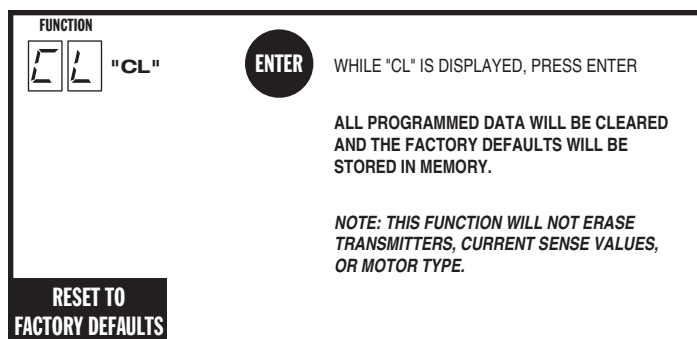 FUNCTION
CL "CL"
ENTER
WHILE "CL" IS DISPLAYED, PRESS ENTER
ALL PROGRAMMED DATA WILL BE CLEARED
AND THE FACTORY DEFAULTS WILL BE
STORED IN MEMORY.
NOTE: THIS FUNCTION WILL NOT ERASE
TRANSMITTERS, CURRENT SENSE VALUES,
OR MOTOR TYPE.
RESET TO
FACTORY DEFAULTS